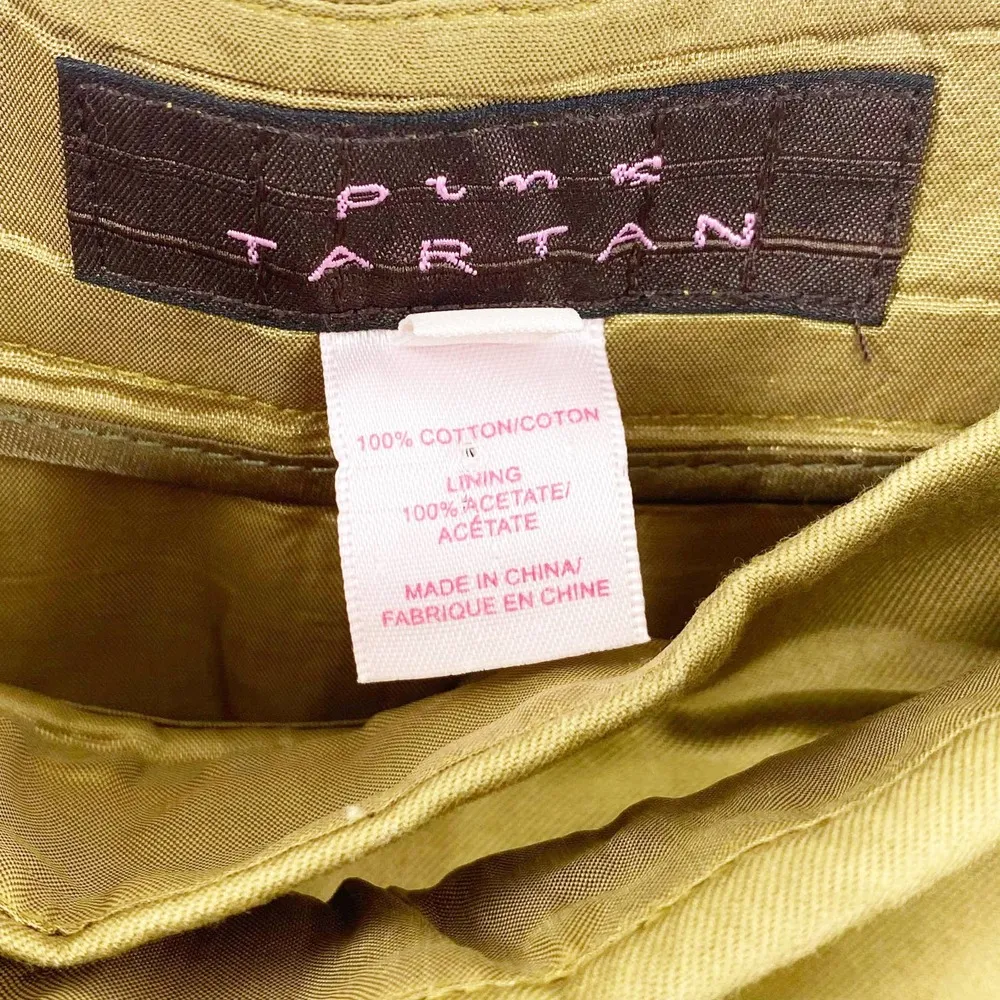 pink
TARTAN
100% COTTON/COTON
LINING
100% ACETATE/
ACÉTATE
MADE IN CHINA/
FABRIQUE EN CHINE